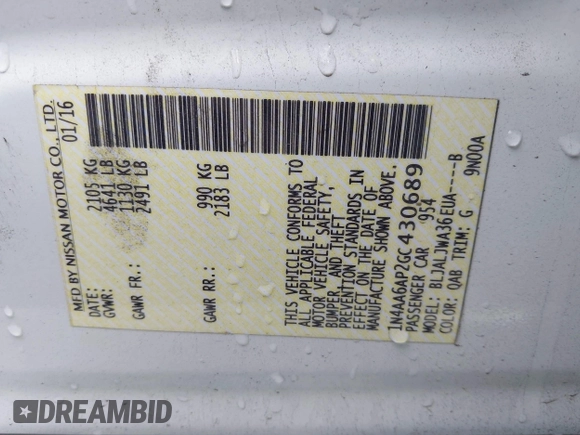 MFD BY NISSAN MOTOR CO., LTD.
DATE: 01/16
GVWR: 2105 KG
4641 LB
GAWR FR.: 1130 KG
2491 LB
GAWR RR.: 990 KG
2183 LB
THIS VEHICLE CONFORMS TO
ALL APPLICABLE FEDERAL
MOTOR VEHICLE SAFETY,
BUMPER, AND THEFT
PREVENTION STANDARDS IN
EFFECT ON THE DATE OF
MANUFACTURE SHOWN ABOVE.
1N4AA6AP2GC430689
PASSENGER CAR 954
MODEL: BLJALJWA36EUA----B
COLOR: QAB TRIM: G 9N00A
DREAMBID